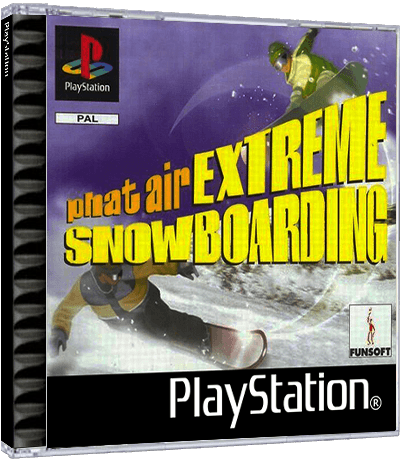 PlayStation
PlayStation
PAL
phat air EXTREME
SNOWBOARDING
FUNSOFT
PlayStation®